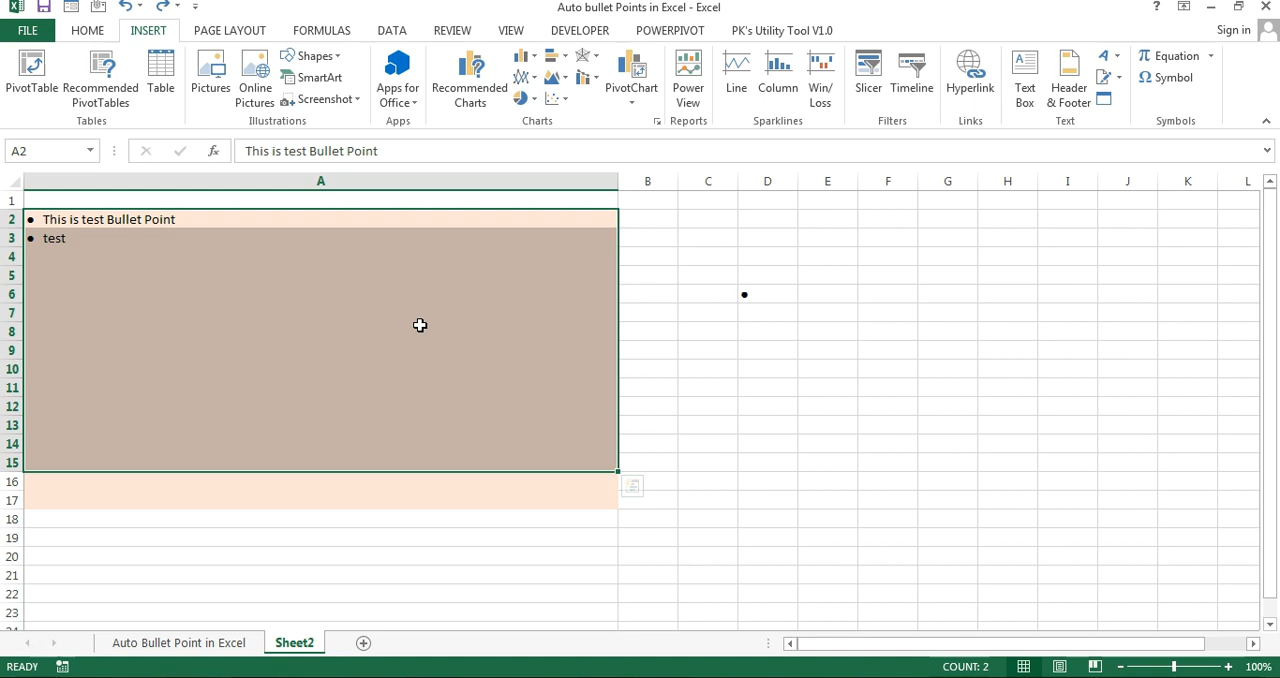 Auto bullet Points in Excel - Excel
?
FILE HOME INSERT PAGE LAYOUT FORMULAS DATA REVIEW VIEW DEVELOPER POWERPIVOT PK's Utility Tool V1.0 Sign in
PivotTable Recommended PivotTables Table
Tables
Pictures Online Pictures Shapes SmartArt Screenshot
Illustrations
Apps for Office
Apps
Recommended Charts PivotChart
Charts
Power View
Reports
Line Column Win/Loss
Sparklines
Slicer Timeline
Filters
Hyperlink
Links
Text Box Header & Footer
Text
π Equation
Ω Symbol
Symbols
A2 fx This is test Bullet Point
A B C D E F G H I J K L
1
2 ● This is test Bullet Point
3 ● test
4
5
6 ●
7
8
9
10
11
12
13
14
15
16
17
18
19
20
21
22
23
Auto Bullet Point in Excel Sheet2
READY COUNT: 2 100%